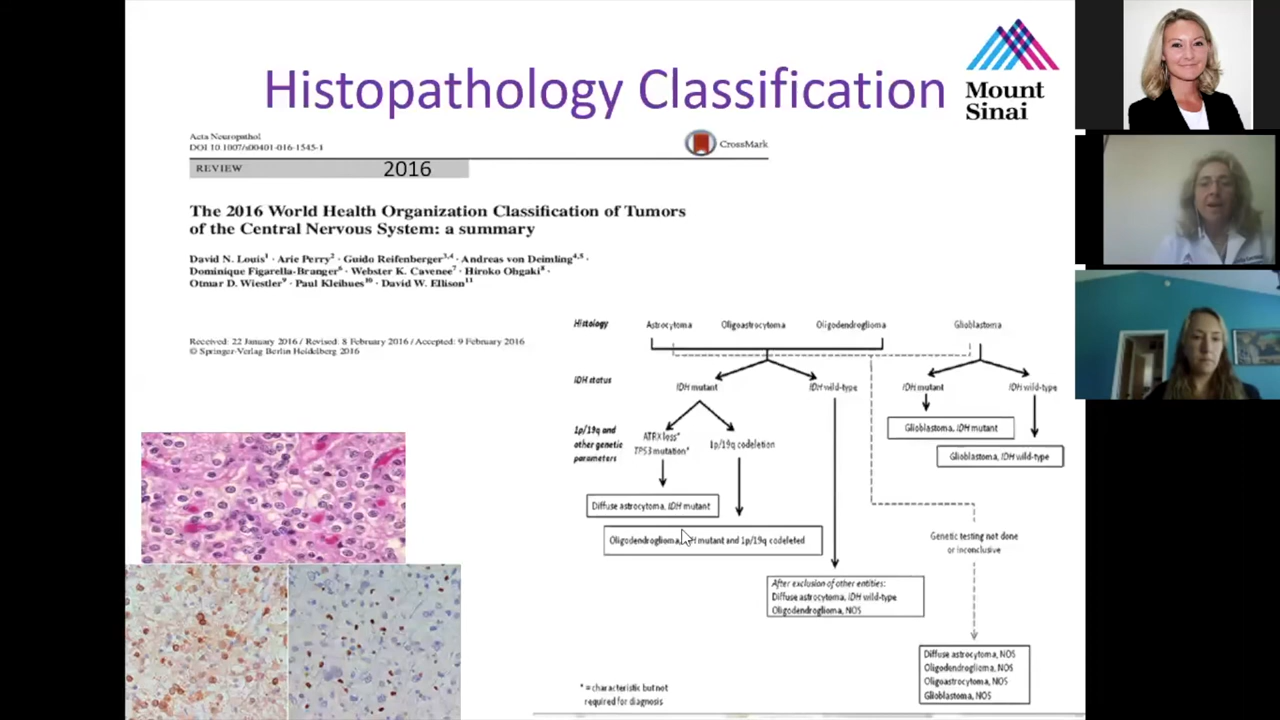 Histopathology Classification
Mount
Sinai
Acta Neuropathol
DOI 10.1007/s00401-016-1545-1
CrossMark
REVIEW
2016
The 2016 World Health Organization Classification of Tumors
of the Central Nervous System: a summary
David N. Louis1 · Arie Perry2 · Guido Reifenberger3,4 · Andreas von Deimling4,5 ·
Dominique Figarella-Branger6 · Webster K. Cavenee7 · Hiroko Ohgaki8 ·
Otmar D. Wiestler9 · Paul Kleihues10 · David W. Ellison11
Received: 22 January 2016 / Revised: 8 February 2016 / Accepted: 9 February 2016
© Springer-Verlag Berlin Heidelberg 2016
Histology
Astrocytoma
Oligoastrocytoma
Oligodendroglioma
Glioblastoma
IDH status
IDH mutant
IDH wild-type
IDH mutant
IDH wild-type
1p/19q and
other genetic
parameters
ATRX loss*
TP53 mutation*
1p/19q codeletion
Glioblastoma, IDH mutant
Glioblastoma, IDH wild-type
Diffuse astrocytoma, IDH mutant
Oligodendroglioma, mutant and 1p/19q codeleted
Genetic testing not done
or inconclusive
After exclusion of other entities:
Diffuse astrocytoma, IDH wild-type
Oligodendroglioma, NOS
Diffuse astrocytoma, NOS
Oligodendroglioma, NOS
Oligoastrocytoma, NOS
Glioblastoma, NOS
* = characteristic but not
required for diagnosis